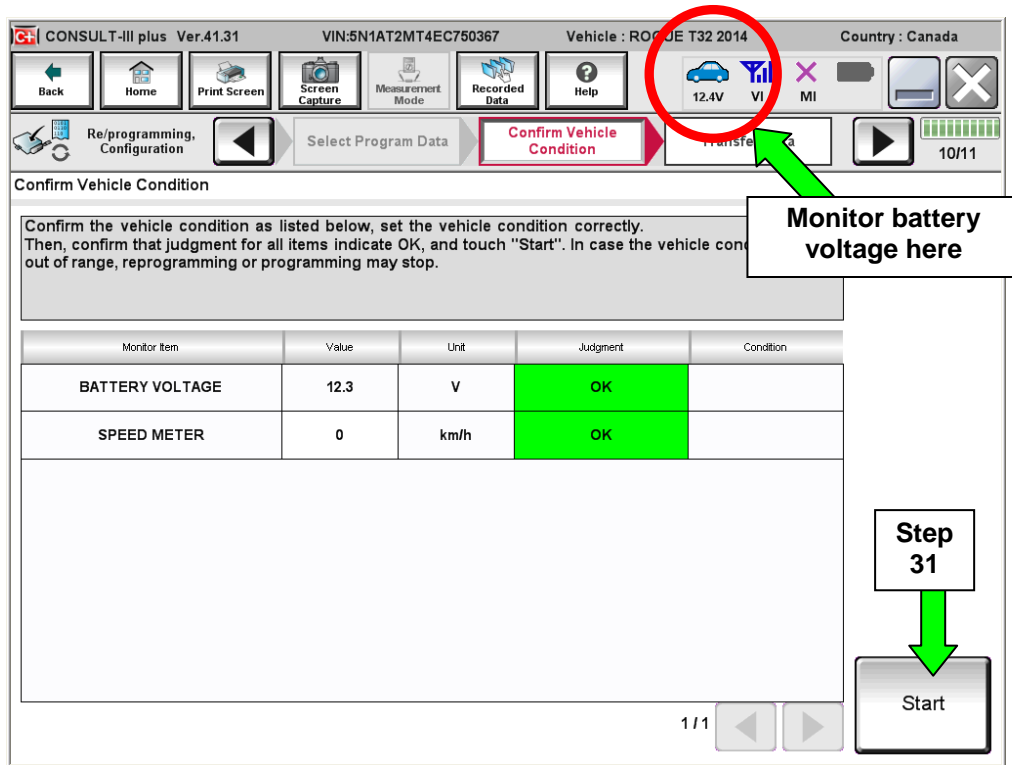 CONSULT-III plus Ver.41.31 VIN:5N1AT2MT4EC750367 Vehicle : ROGUE T32 2014 Country : Canada
Back
Home
Print Screen
Screen
Capture
Measurement
Mode
Recorded
Data
Help
12.4V
VI
MI
Re/programming,
Configuration
Select Program Data
Confirm Vehicle
Condition
10/11
Confirm Vehicle Condition
Monitor battery
voltage here
Confirm the vehicle condition as listed below, set the vehicle condition correctly.
Then, confirm that judgment for all items indicate OK, and touch "Start". In case the vehicle
out of range, reprogramming or programming may stop.
Monitor Item Value Unit Judgment Condition
BATTERY VOLTAGE 12.3 V OK
SPEED METER 0 km/h OK
Step
31
Start
1/1